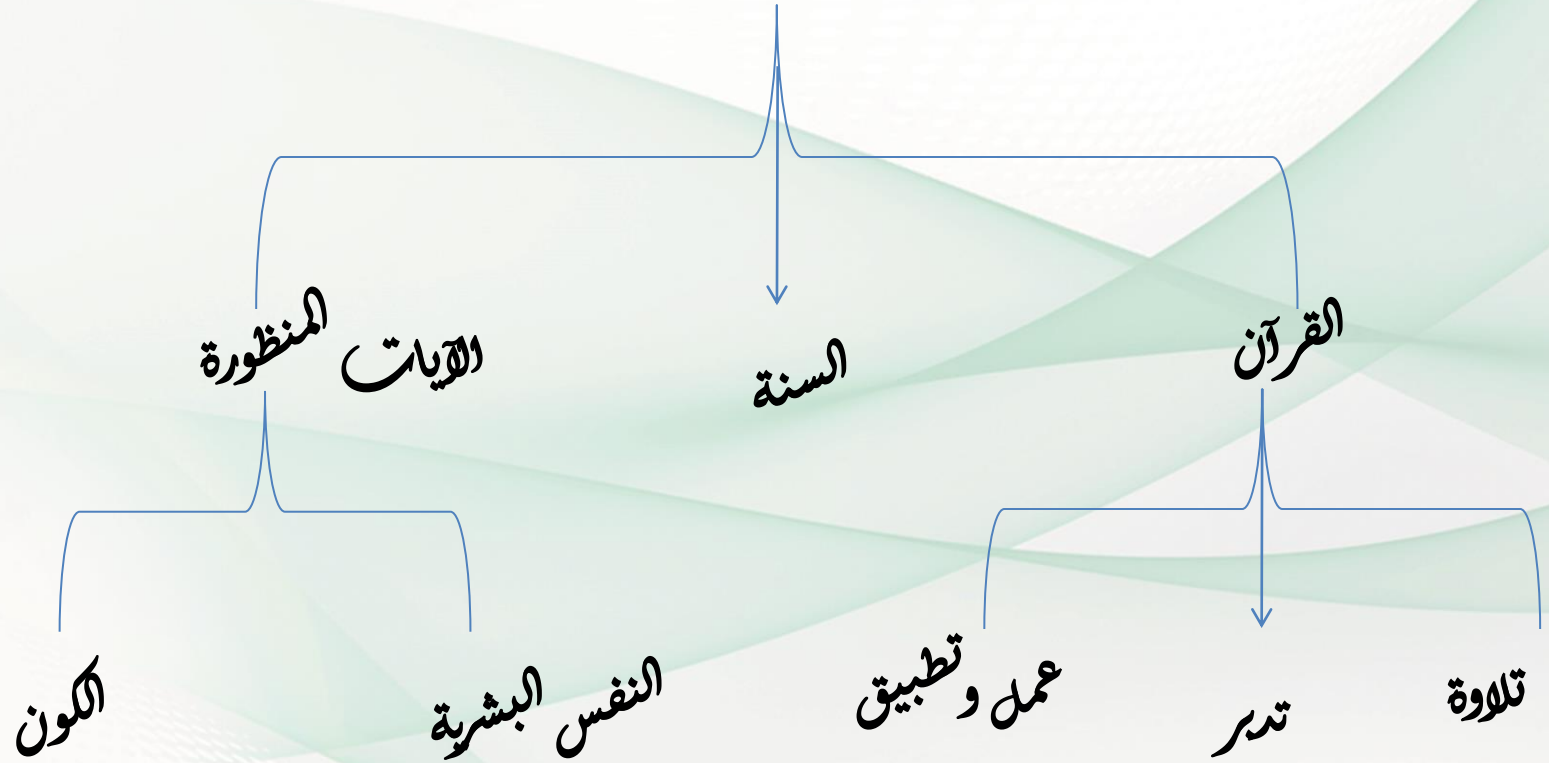 القرآن
السنة
الآيات المنظورة
تلاوة
تدبر
عمل و تطبيق
النفس البشرية
الكون